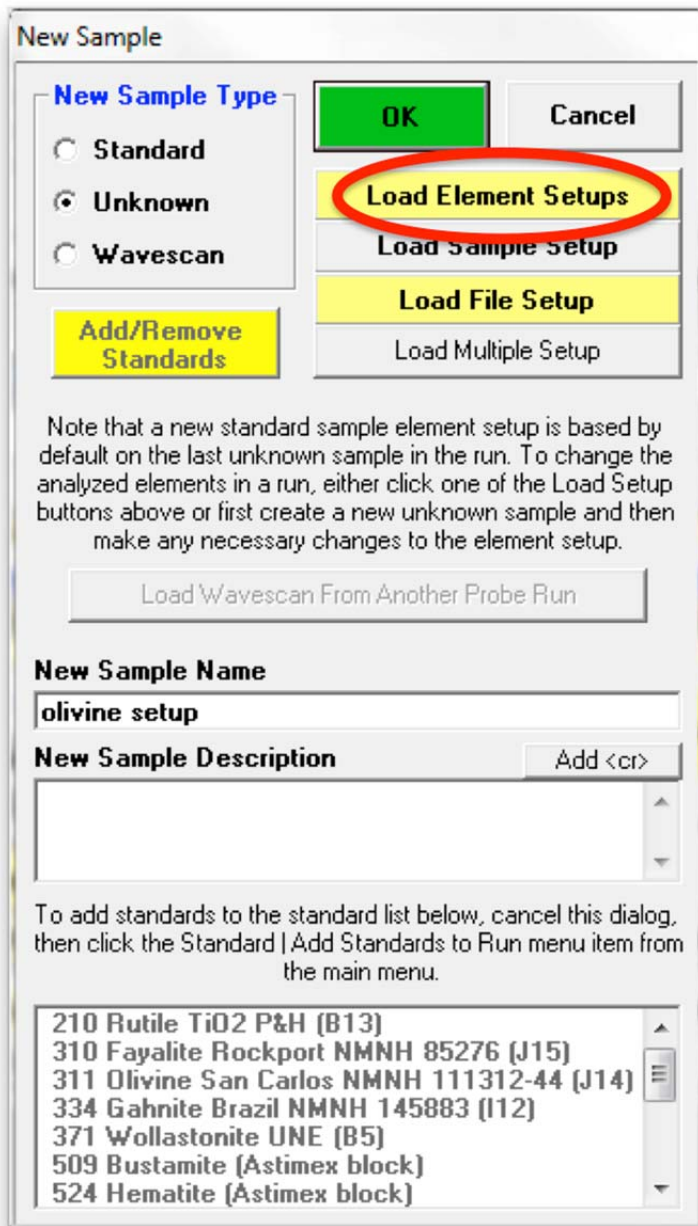 New Sample
New Sample Type
Standard
Unknown
Wavescan
Add/Remove
Standards
OK
Cancel
Load Element Setups
Load Sample Setup
Load File Setup
Load Multiple Setup
Note that a new standard sample element setup is based by
default on the last unknown sample in the run. To change the
analyzed elements in a run, either click one of the Load Setup
buttons above or first create a new unknown sample and then
make any necessary changes to the element setup.
Load Wavescan From Another Probe Run
New Sample Name
olivine setup
New Sample Description
Add <cr>
To add standards to the standard list below, cancel this dialog,
then click the Standard | Add Standards to Run menu item from
the main menu.
210 Rutile TiO2 P&H (B13)
310 Fayalite Rockport NMNH 85276 (J15)
311 Olivine San Carlos NMNH 111312-44 (J14)
334 Gahnite Brazil NMNH 145883 (I12)
371 Wollastonite UNE (B5)
509 Bustamite (Astimex block)
524 Hematite (Astimex block)